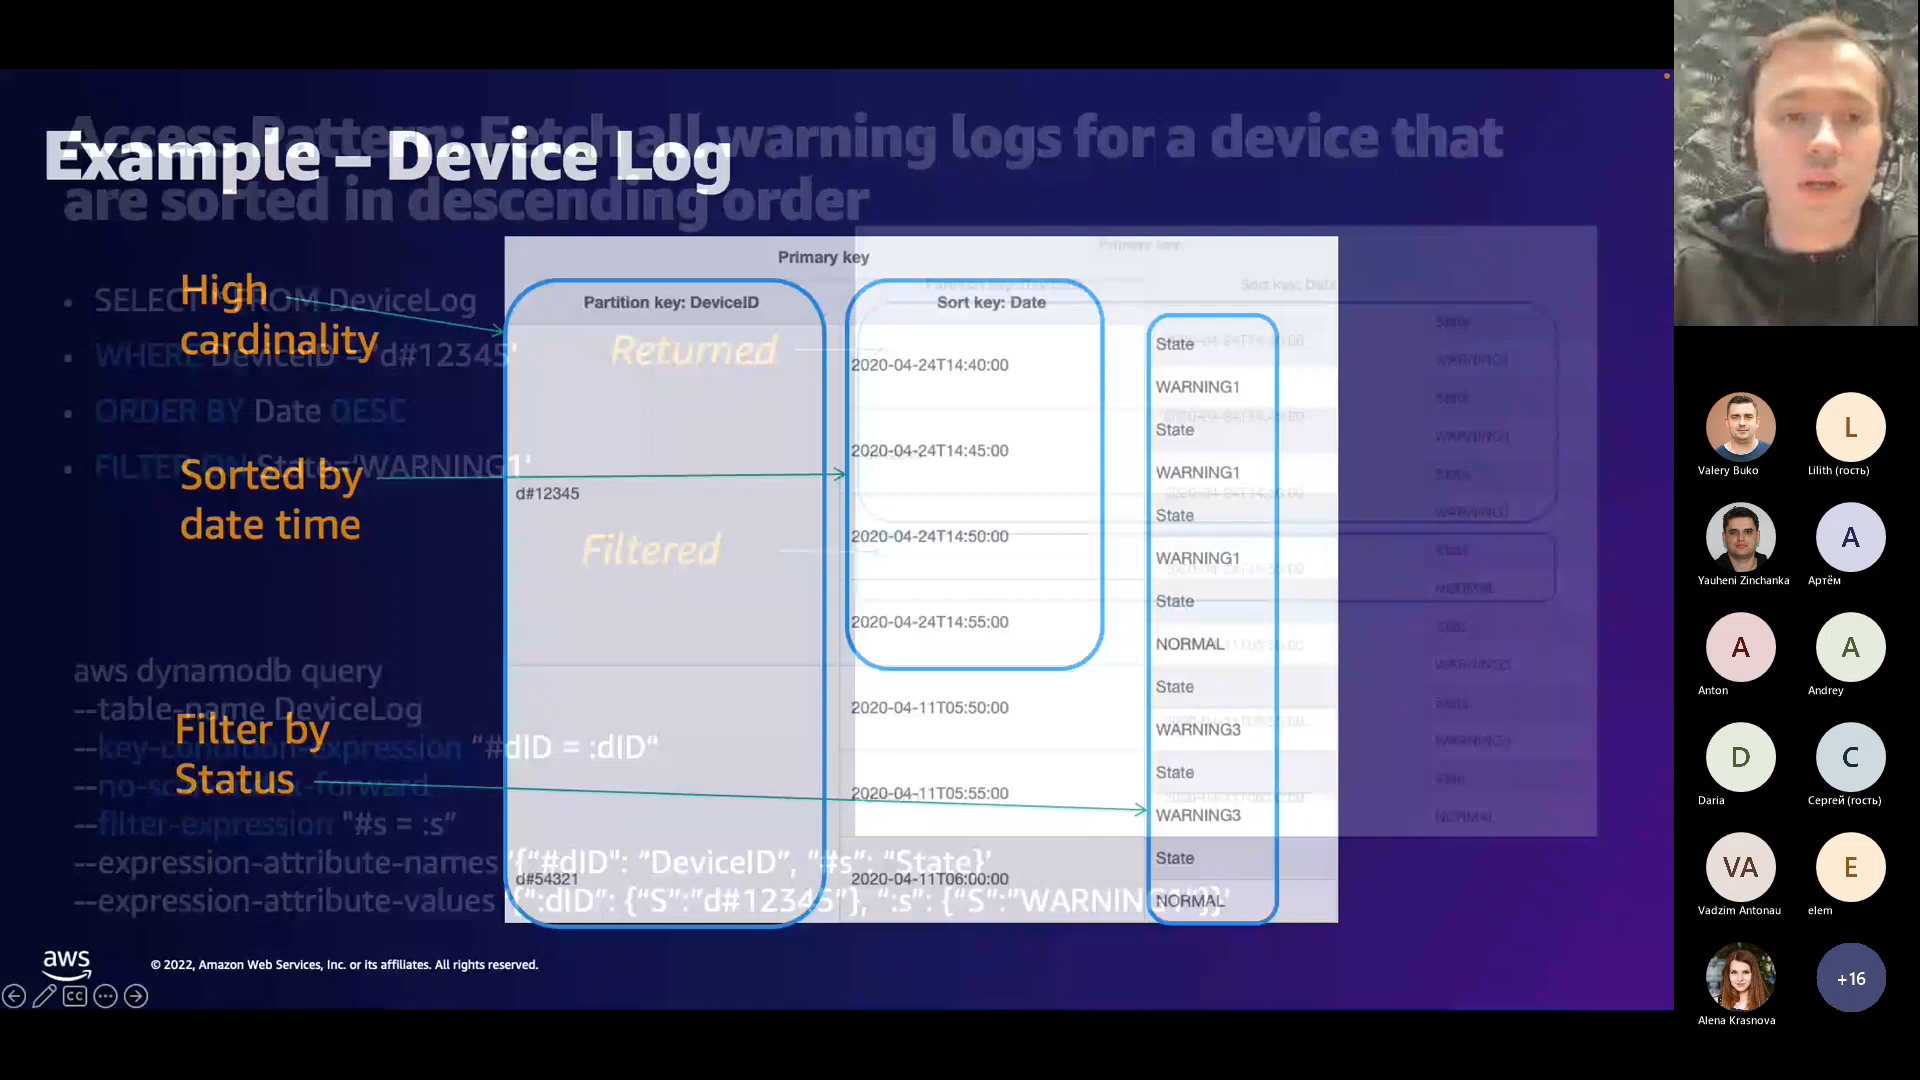 Example – Device Log
Access Pattern: Fetch all warning logs for a device that
are sorted in descending order
High
cardinality
Sorted by
date time
Filter by
Status
SELECT * FROM DeviceLog
WHERE DeviceID = 'd#12345'
ORDER BY Date DESC
FILTER ON State='WARNING1'
aws dynamodb query
--table-name DeviceLog
--key-condition-expression "#dID = :dID"
--no-scan-index-forward
--filter-expression "#s = :s"
--expression-attribute-names '{"#dID": "DeviceID", "#s": "State}'
--expression-attribute-values '{":dID": {"S":"d#12345"}, ":s": {"S":"WARNING1"}}'
Primary key
Partition key: DeviceID
Sort key: Date
Returned
Filtered
d#12345
2020-04-24T14:40:00
State
WARNING1
2020-04-24T14:45:00
State
WARNING1
2020-04-24T14:50:00
State
WARNING1
2020-04-24T14:55:00
State
NORMAL
d#54321
2020-04-11T05:50:00
State
WARNING3
2020-04-11T05:55:00
State
WARNING3
2020-04-11T06:00:00
State
NORMAL
Primary key
Sort key: Date
aws
© 2022, Amazon Web Services, Inc. or its affiliates. All rights reserved.
CC
Valery Buko
L
Lilith (гость)
Yauheni Zinchanka
A
Артём
A
Anton
A
Andrey
D
Daria
C
Сергей (гость)
VA
Vadzim Antonau
E
elem
Alena Krasnova
+16